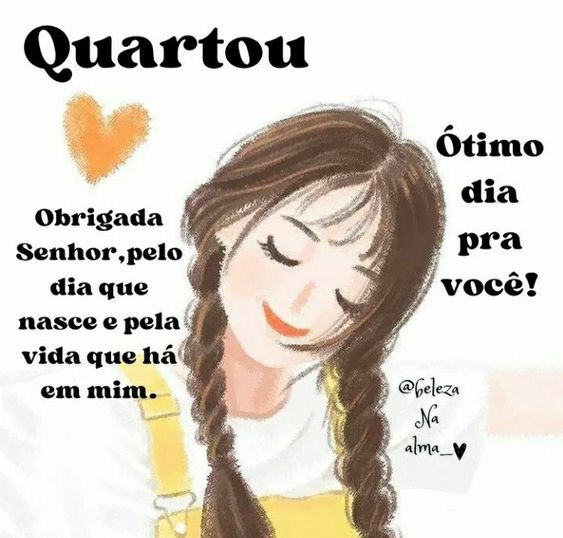 Quartou
Obrigada
Senhor,pelo
dia que
nasce e pela
vida que há
em mim.
Ótimo
dia
pra
você!
@beleza
Na
alma_♥